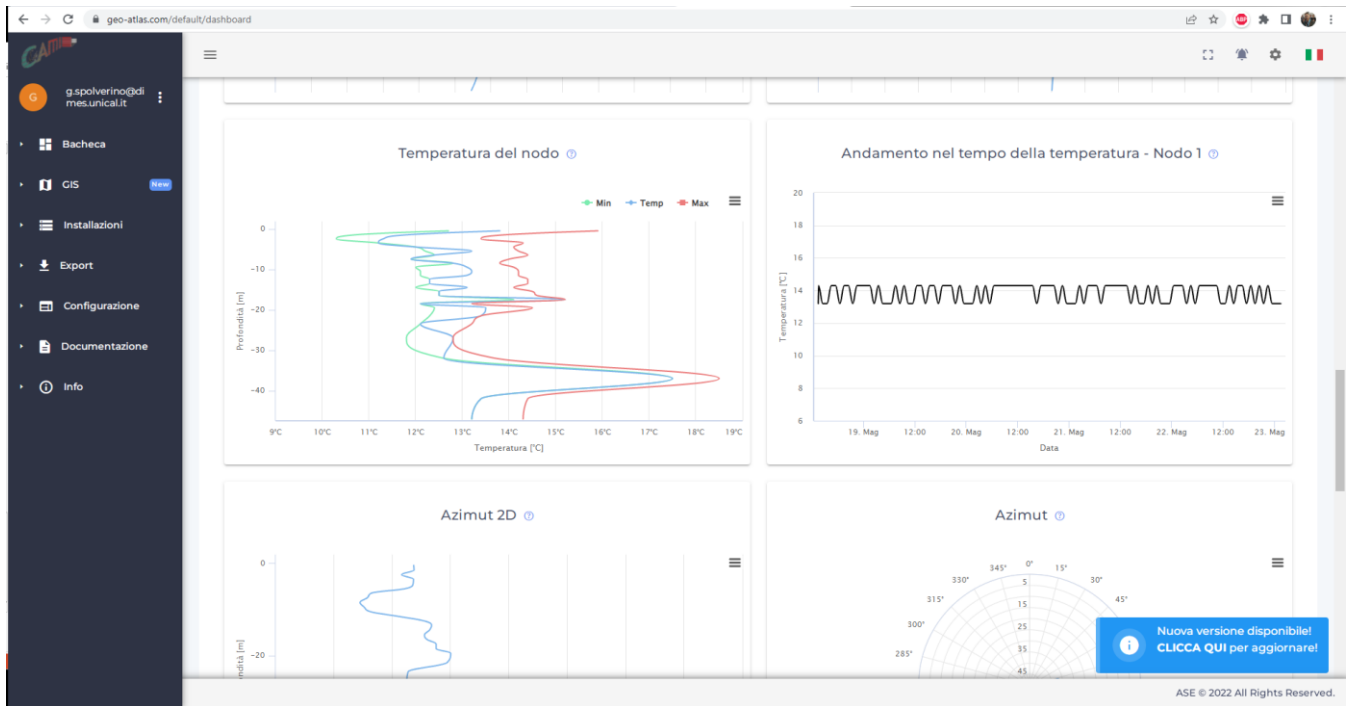 geo-atlas.com/default/dashboard
ABP
CAMI
G
g.spolverino@di
mes.unical.it
Bacheca
GIS
New
Installazioni
Export
Configurazione
Documentazione
Info
Temperatura del nodo
Min
Temp
Max
0
−10
−20
−30
−40
Profondità [m]
9°C
10°C
11°C
12°C
13°C
14°C
15°C
16°C
17°C
18°C
19°C
Temperatura [°C]
Andamento nel tempo della temperatura - Nodo 1
20
18
16
14
12
10
8
6
Temperatura [°C]
19. Mag
12:00
20. Mag
12:00
21. Mag
12:00
22. Mag
12:00
23. Mag
Data
Azimut 2D
0
−20
Azimut
0°
15°
30°
45°
345°
330°
315°
300°
285°
5
15
25
35
45
Nuova versione disponibile!
CLICCA QUI per aggiornare!
ASE © 2022 All Rights Reserved.